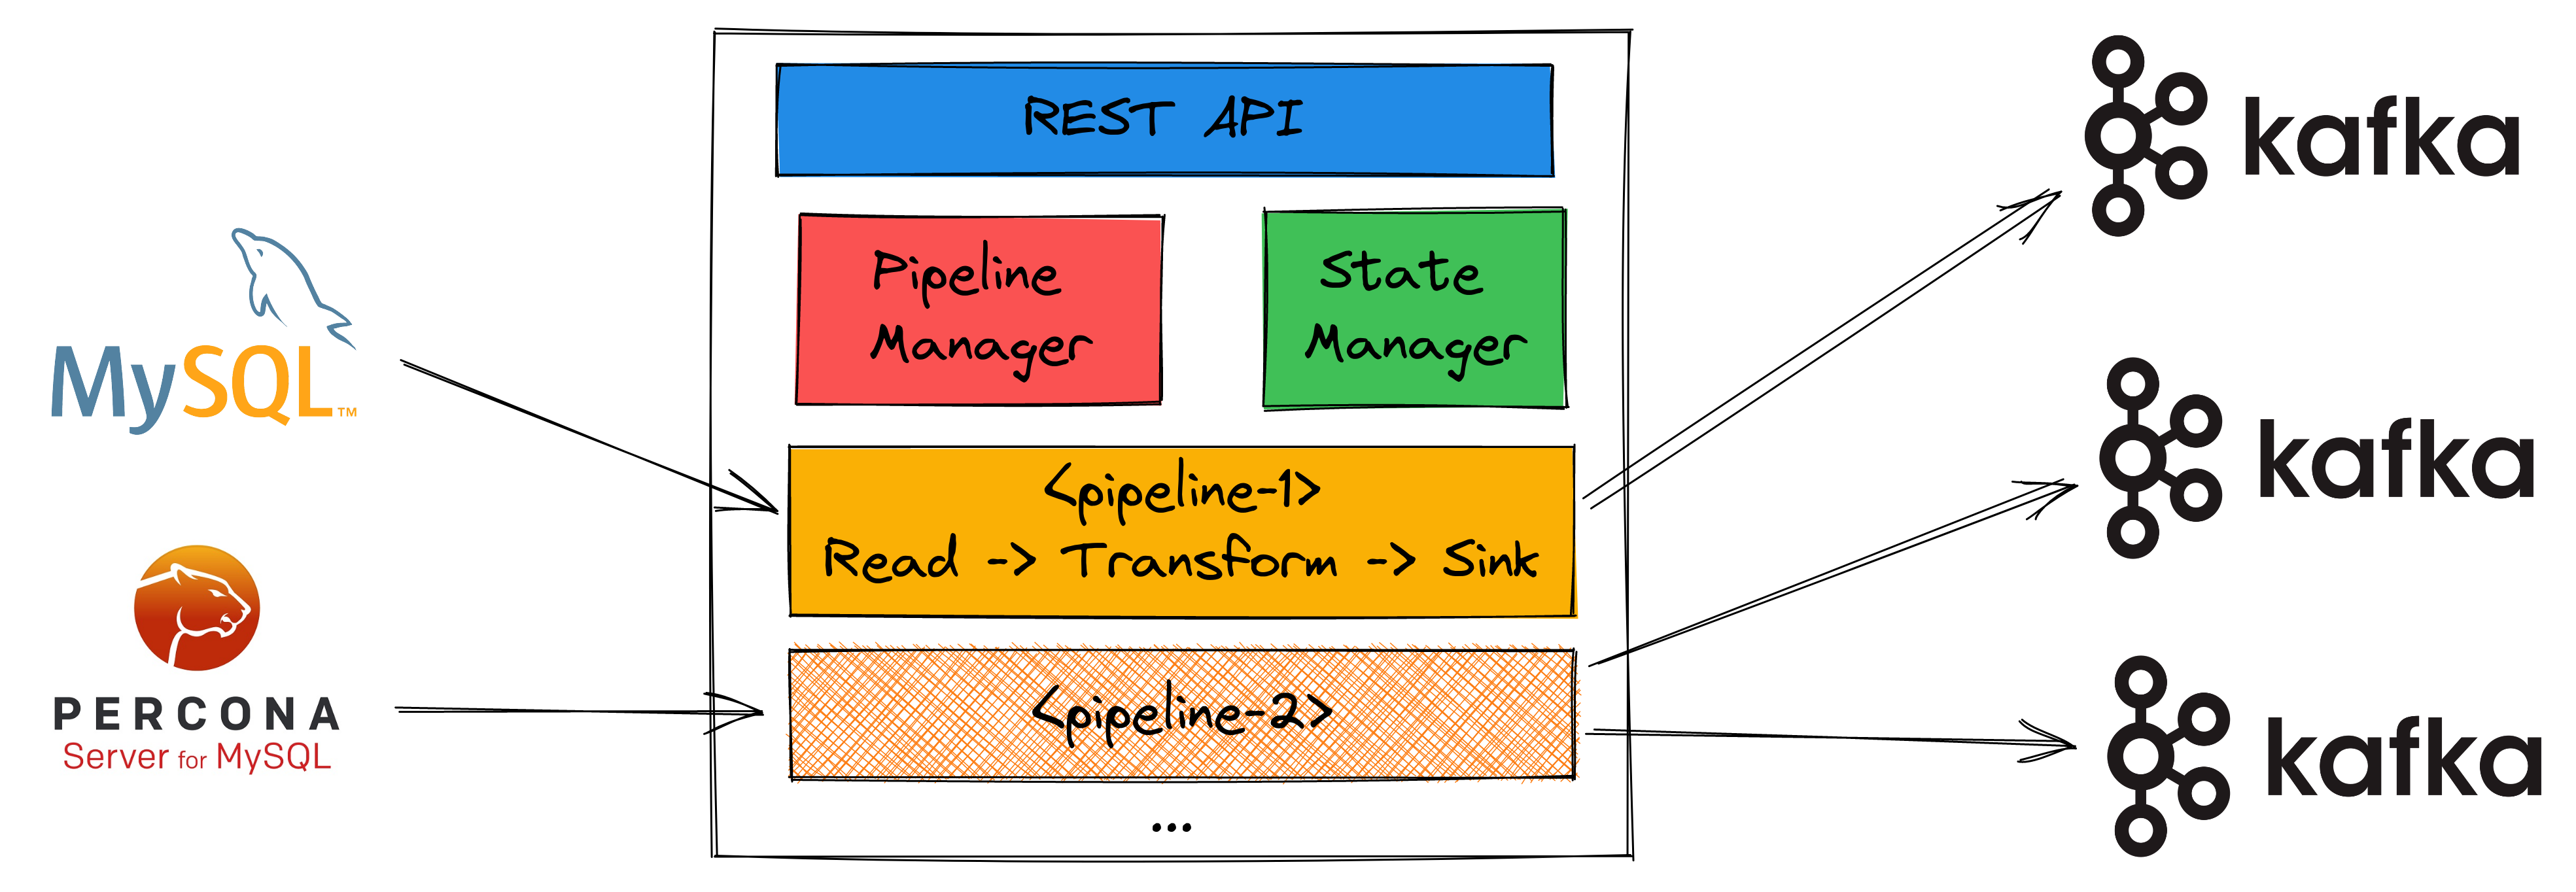 REST API
Pipeline
Manager
State
Manager
<pipeline-1>
Read -> Transform -> Sink
<pipeline-2>
...
MySQL™
PERCONA
Server for MySQL
kafka
kafka
kafka